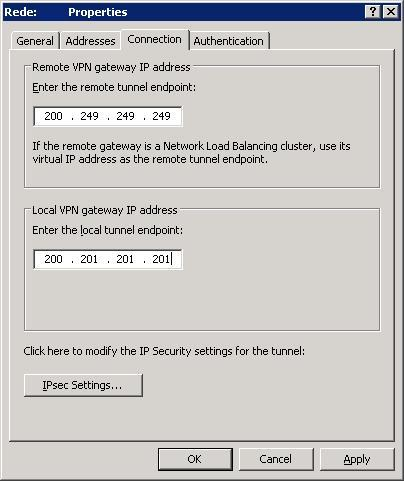 Rede: Properties
General Addresses Connection Authentication
Remote VPN gateway IP address
Enter the remote tunnel endpoint:
200 . 249 . 249 . 249
If the remote gateway is a Network Load Balancing cluster, use its
virtual IP address as the remote tunnel endpoint.
Local VPN gateway IP address
Enter the local tunnel endpoint:
200 . 201 . 201 . 201
Click here to modify the IP Security settings for the tunnel:
IPsec Settings...
OK Cancel Apply